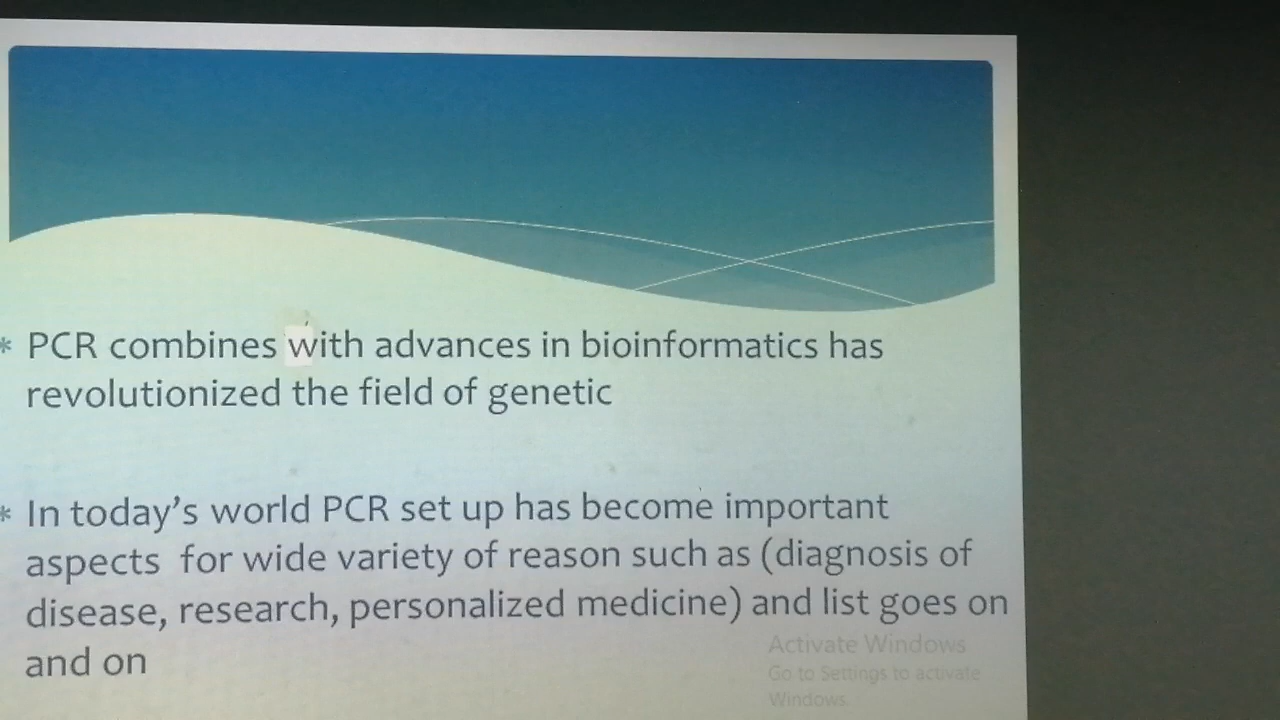 * PCR combines with advances in bioinformatics has
revolutionized the field of genetic
* In today's world PCR set up has become important
aspects for wide variety of reason such as (diagnosis of
disease, research, personalized medicine) and list goes on
and on
Activate Windows
Go to Settings to activate
Windows.